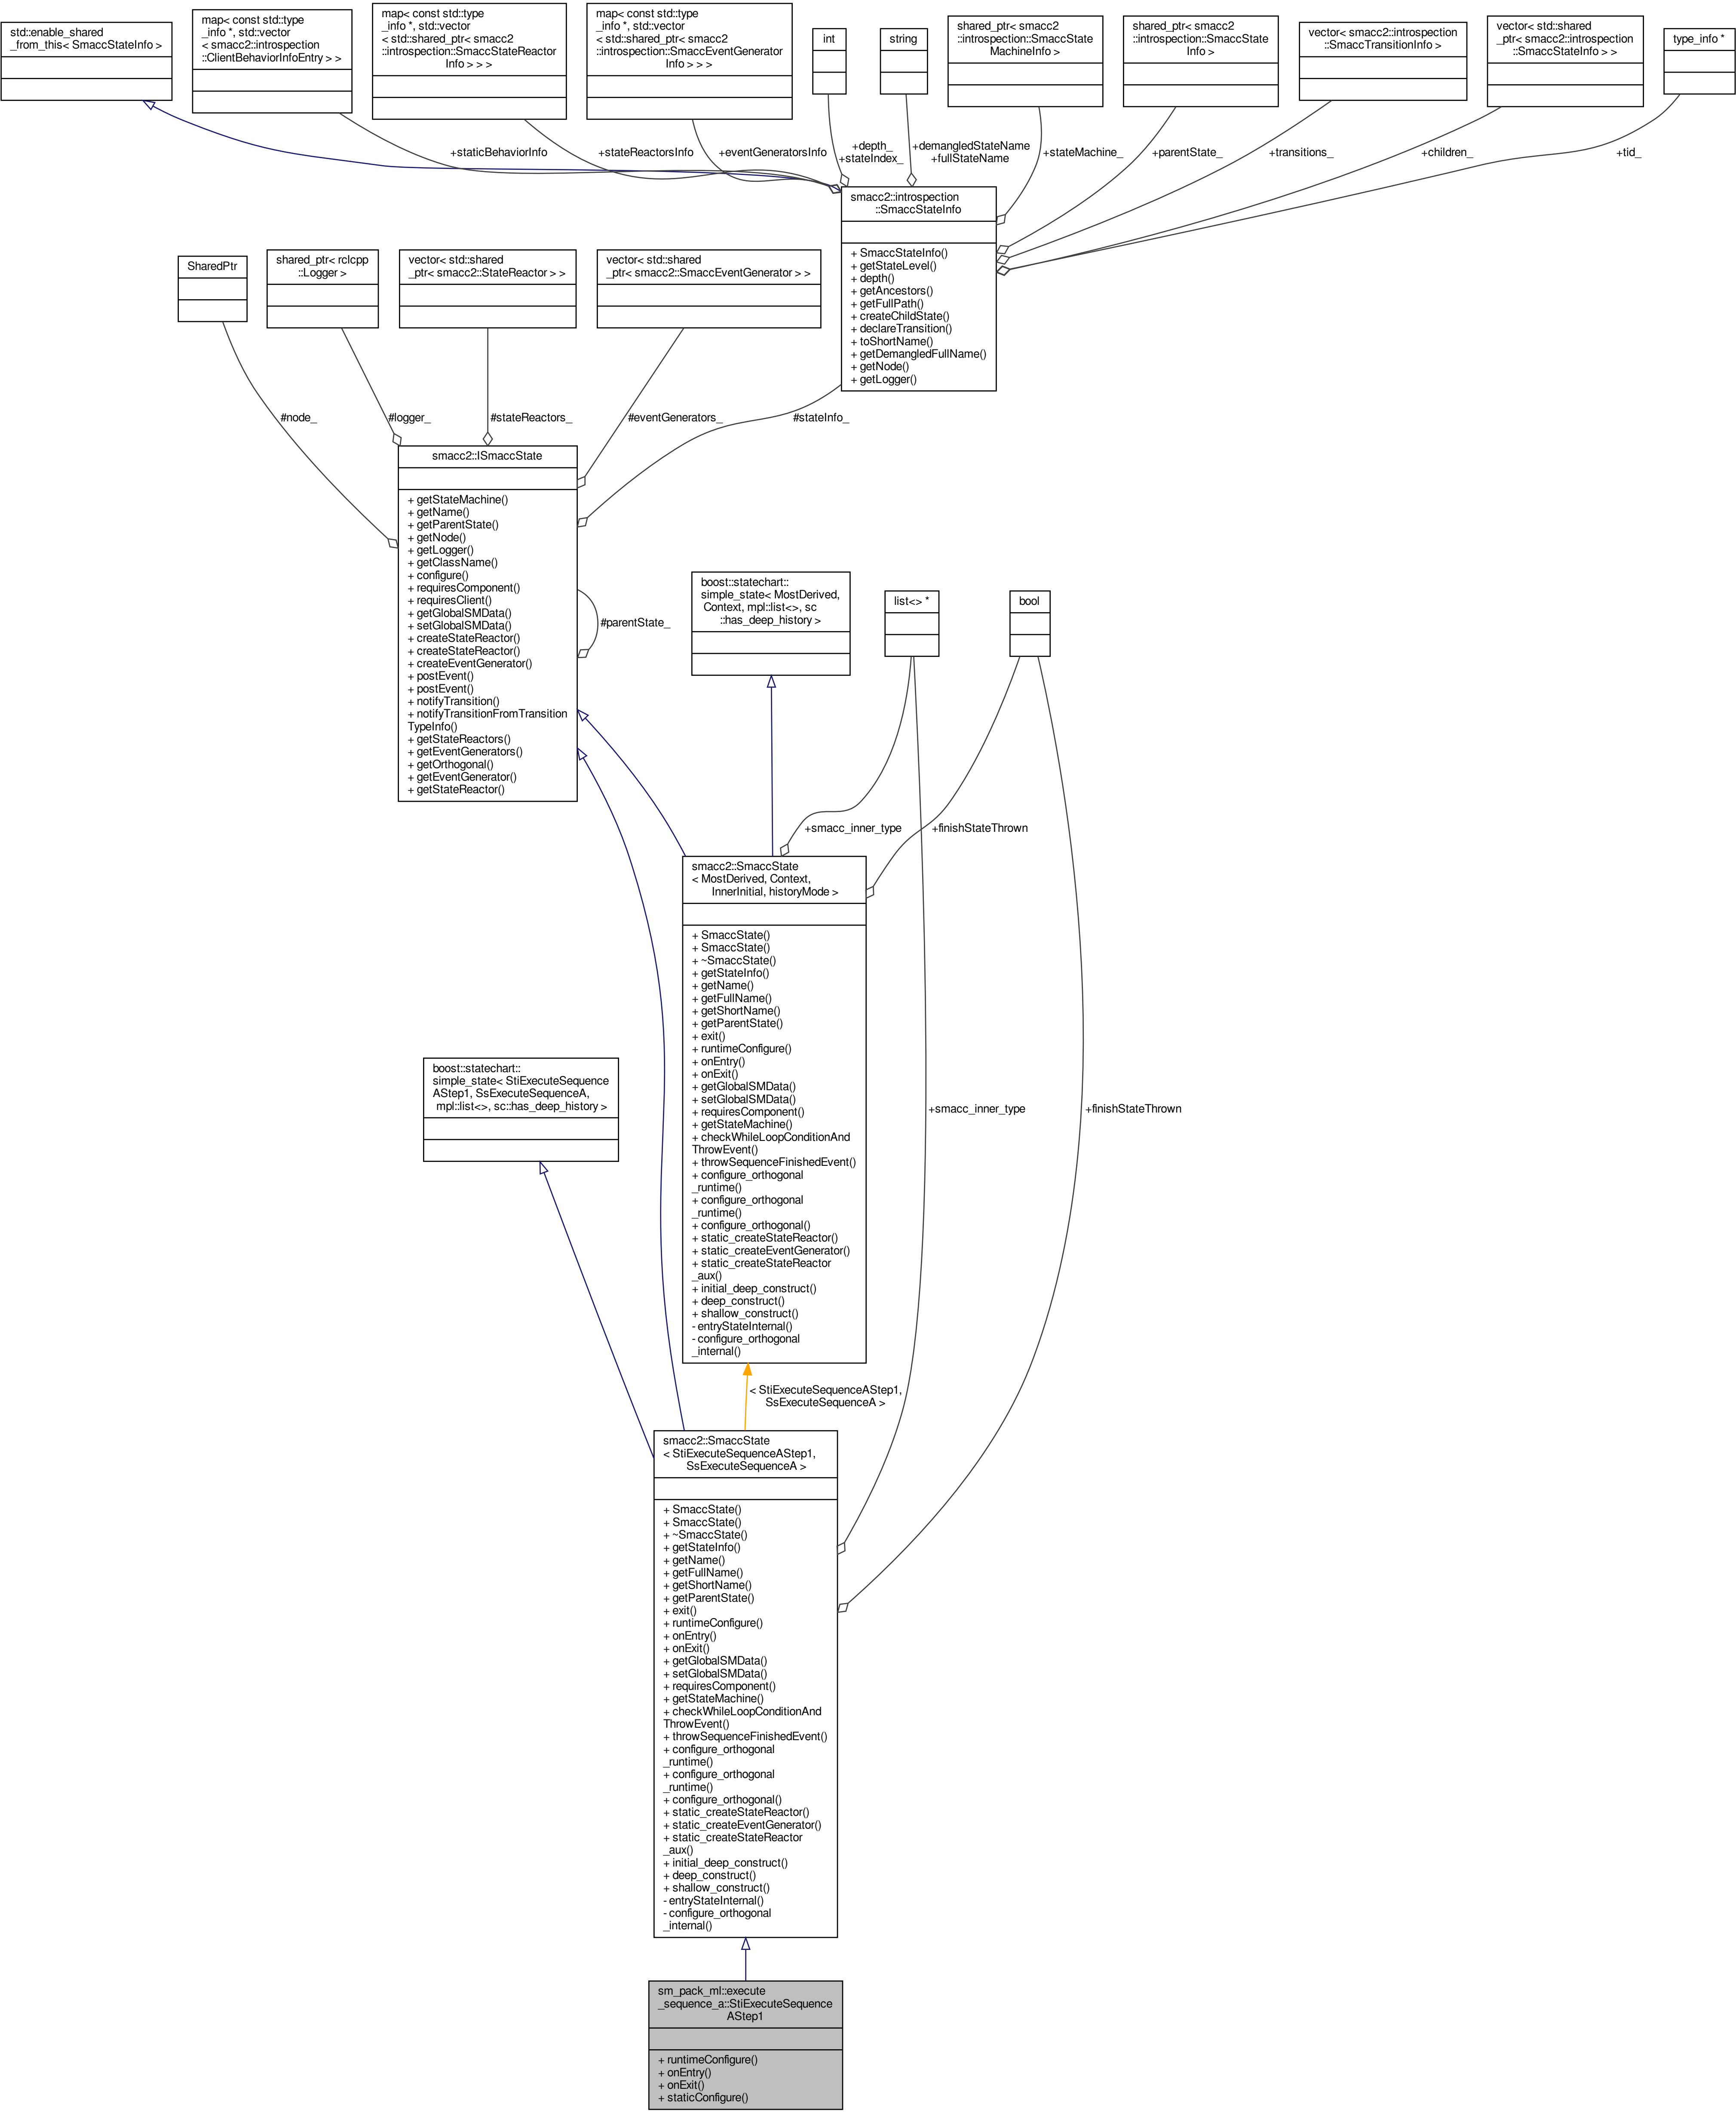 std::enable_shared
_from_this< SmaccStateInfo >
map< const std::type
_info *, std::vector
< smacc2::introspection
::ClientBehaviorInfoEntry > >
map< const std::type
_info *, std::vector
< std::shared_ptr< smacc2
::introspection::SmaccStateReactor
Info > > >
map< const std::type
_info *, std::vector
< std::shared_ptr< smacc2
::introspection::SmaccEventGenerator
Info > > >
int
string
shared_ptr< smacc2
::introspection::SmaccState
MachineInfo >
shared_ptr< smacc2
::introspection::SmaccState
Info >
vector< smacc2::introspection
::SmaccTransitionInfo >
vector< std::shared
_ptr< smacc2::introspection
::SmaccStateInfo > >
type_info *
+staticBehaviorInfo
+stateReactorsInfo
+eventGeneratorsInfo
+depth_
+stateIndex_
+demangledStateName
+fullStateName
+stateMachine_
+parentState_
+transitions_
+children_
+tid_
smacc2::introspection
::SmaccStateInfo
+ SmaccStateInfo()
+ getStateLevel()
+ depth()
+ getAncestors()
+ getFullPath()
+ createChildState()
+ declareTransition()
+ toShortName()
+ getDemangledFullName()
+ getNode()
+ getLogger()
SharedPtr
shared_ptr< rclcpp
::Logger >
vector< std::shared
_ptr< smacc2::StateReactor > >
vector< std::shared
_ptr< smacc2::SmaccEventGenerator > >
#node_
#logger_
#stateReactors_
#eventGenerators_
#stateInfo_
smacc2::ISmaccState
+ getStateMachine()
+ getName()
+ getParentState()
+ getNode()
+ getLogger()
+ getClassName()
+ configure()
+ requiresComponent()
+ requiresClient()
+ getGlobalSMData()
+ setGlobalSMData()
+ createStateReactor()
+ createStateReactor()
+ createEventGenerator()
+ postEvent()
+ postEvent()
+ notifyTransition()
+ notifyTransitionFromTransition
TypeInfo()
+ getStateReactors()
+ getEventGenerators()
+ getOrthogonal()
+ getEventGenerator()
+ getStateReactor()
#parentState_
boost::statechart::
simple_state< MostDerived,
Context, mpl::list<>, sc
::has_deep_history >
list<> *
bool
+smacc_inner_type
+finishStateThrown
smacc2::SmaccState
< MostDerived, Context,
InnerInitial, historyMode >
+ SmaccState()
+ SmaccState()
+ ~SmaccState()
+ getStateInfo()
+ getName()
+ getFullName()
+ getShortName()
+ getParentState()
+ exit()
+ runtimeConfigure()
+ onEntry()
+ onExit()
+ getGlobalSMData()
+ setGlobalSMData()
+ requiresComponent()
+ getStateMachine()
+ checkWhileLoopConditionAnd
ThrowEvent()
+ throwSequenceFinishedEvent()
+ configure_orthogonal
_runtime()
+ configure_orthogonal
_runtime()
+ configure_orthogonal()
+ static_createStateReactor()
+ static_createEventGenerator()
+ static_createStateReactor
_aux()
+ initial_deep_construct()
+ deep_construct()
+ shallow_construct()
- entryStateInternal()
- configure_orthogonal
_internal()
boost::statechart::
simple_state< StiExecuteSequence
AStep1, SsExecuteSequenceA,
mpl::list<>, sc::has_deep_history >
+smacc_inner_type
+finishStateThrown
< StiExecuteSequenceAStep1,
SsExecuteSequenceA >
smacc2::SmaccState
< StiExecuteSequenceAStep1,
SsExecuteSequenceA >
+ SmaccState()
+ SmaccState()
+ ~SmaccState()
+ getStateInfo()
+ getName()
+ getFullName()
+ getShortName()
+ getParentState()
+ exit()
+ runtimeConfigure()
+ onEntry()
+ onExit()
+ getGlobalSMData()
+ setGlobalSMData()
+ requiresComponent()
+ getStateMachine()
+ checkWhileLoopConditionAnd
ThrowEvent()
+ throwSequenceFinishedEvent()
+ configure_orthogonal
_runtime()
+ configure_orthogonal
_runtime()
+ configure_orthogonal()
+ static_createStateReactor()
+ static_createEventGenerator()
+ static_createStateReactor
_aux()
+ initial_deep_construct()
+ deep_construct()
+ shallow_construct()
- entryStateInternal()
- configure_orthogonal
_internal()
sm_pack_ml::execute
_sequence_a::StiExecuteSequence
AStep1
+ runtimeConfigure()
+ onEntry()
+ onExit()
+ staticConfigure()